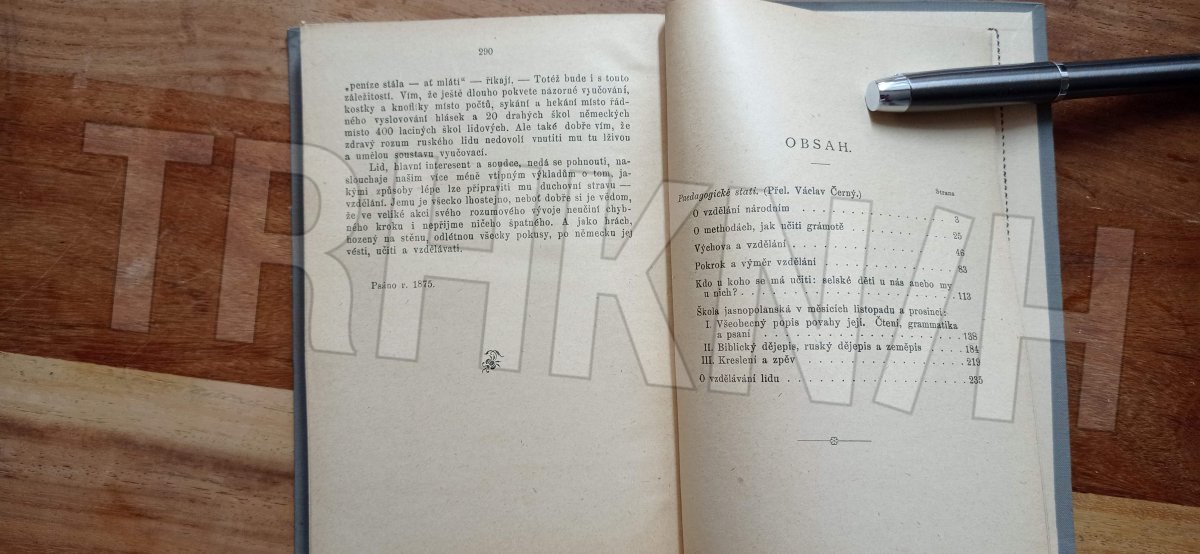 290
„peníze stála — ať mlátí“ — říkají. — Totéž bude i s touto
záležitostí. Vím, že ještě dlouho pokvete názorné vyučování,
kostky a knoflíky místo počtů, sykání a hekání místo řád-
ného vyslovování hlásek a 20 drahých škol německých
místo 400 laciných škol lidových. Ale také dobře vím, že
zdravý rozum ruského lidu nedovolí vnutiti mu tu lživou
a umělou soustavu vyučovací.
Lid, hlavní interesent a soudce, nedá se pohnouti, na-
slouchaje našim více méně vtipným výkladům o tom, ja-
kými způsoby lépe lze připraviti mu duchovní stravu —
vzdělání. Jemu je všecko lhostejno, neboť dobře si je vědom,
že ve veliké akci svého rozumového vývoje neučiní chyb-
ného kroku i nepřijme ničeho špatného. A jako hrách,
hozený na stěnu, odlétnou všecky pokusy, po německu jej
vésti, učiti a vzdělávati.
Psáno r. 1875.
OBSAH.
Paedagogické stati. (Přel. Václav Černý.) Strana
O vzdělání národním . . . . . . . . . . . . . . . 3
O methodách, jak učiti grámotě . . . . . . . . . . 25
Výchova a vzdělání . . . . . . . . . . . . . . . . 46
Pokrok a výměr vzdělání . . . . . . . . . . . . . 83
Kdo u koho se má učiti: selské děti u nás anebo my
u nich? . . . . . . . . . . . . . . . . . . . . . 113
Škola jasnopolanská v měsících listopadu a prosinci:
I. Všeobecný popis povahy její. Čtení, grammatika
a psaní . . . . . . . . . . . . . . . . . . . . . 138
II. Biblický dějepis, ruský dějepis a zeměpis . . . . 184
III. Kreslení a zpěv . . . . . . . . . . . . . . . . 219
O vzdělávání lidu . . . . . . . . . . . . . . . . . 235
TRHKNIH